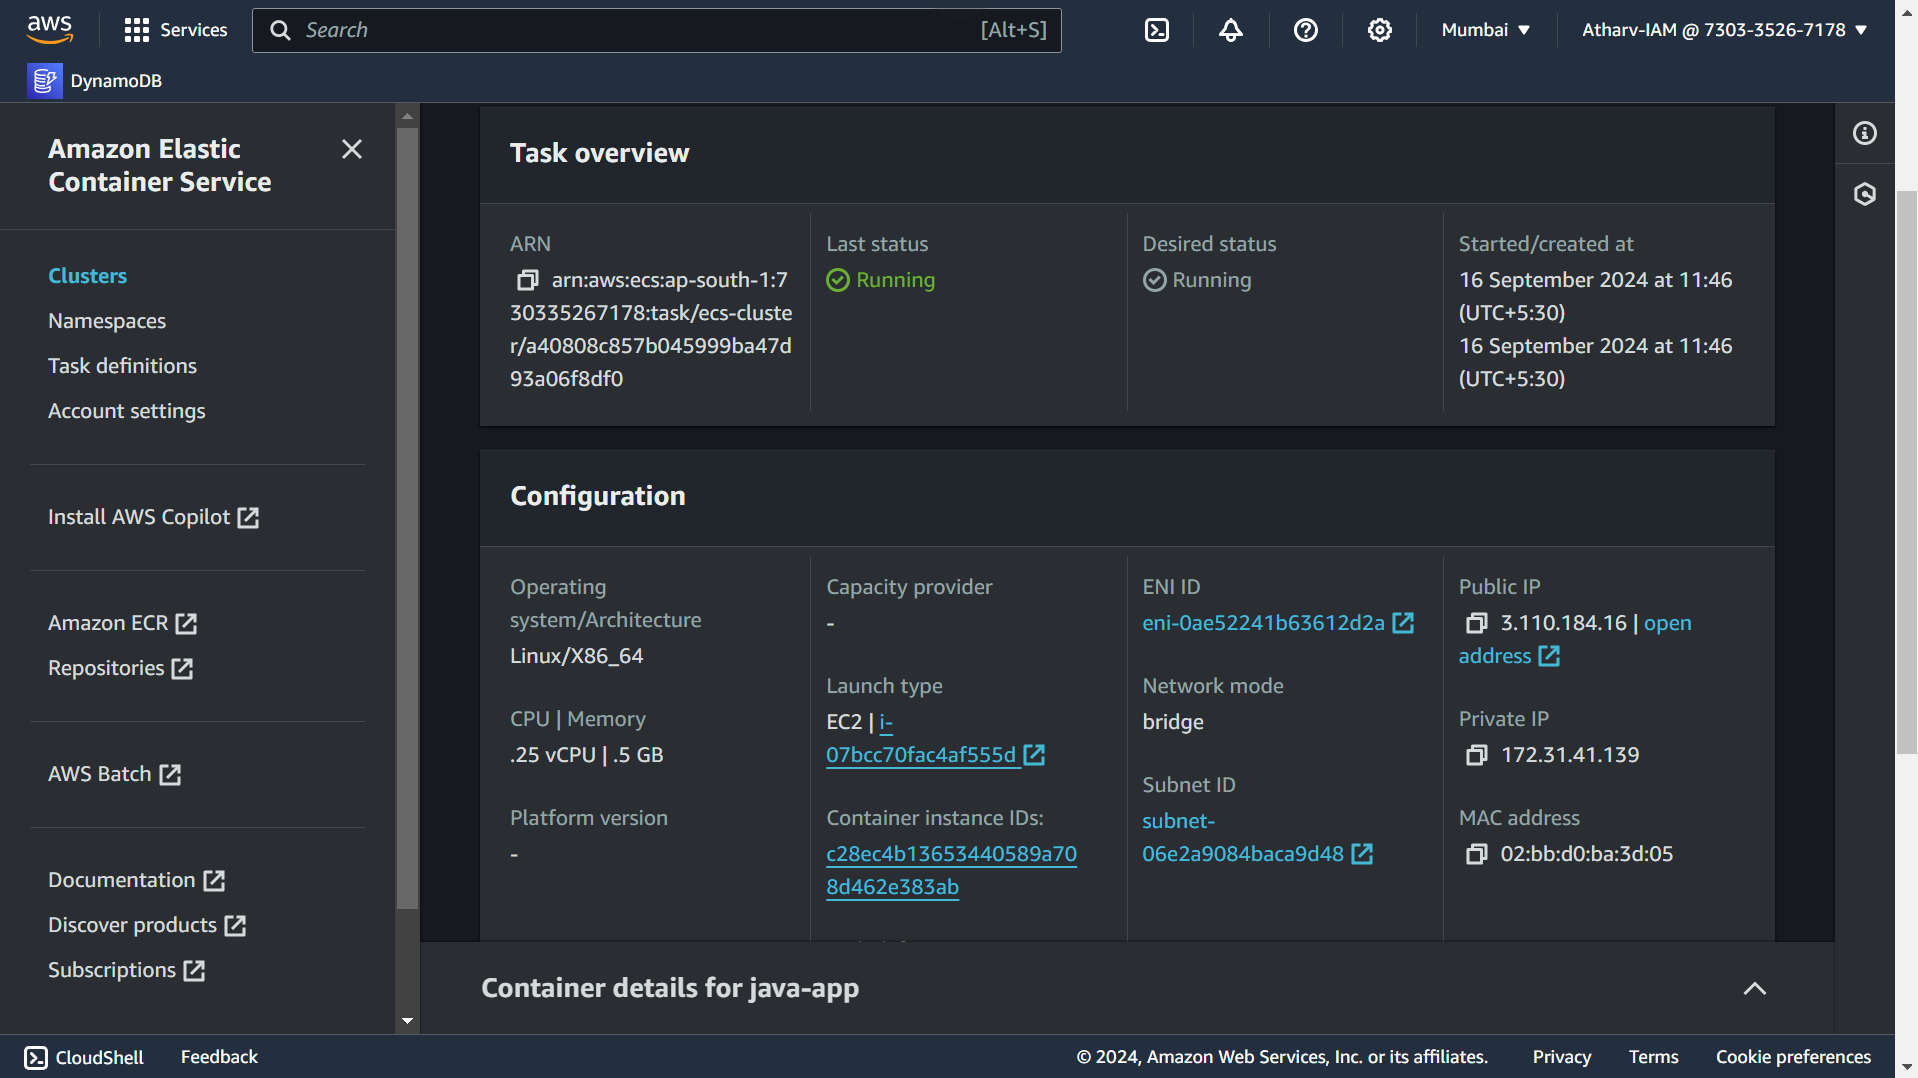 aws
Services
Search
[Alt+S]
Mumbai
Atharv-IAM @ 7303-3526-7178
DynamoDB
Amazon Elastic
Container Service
Clusters
Namespaces
Task definitions
Account settings
Install AWS Copilot
Amazon ECR
Repositories
AWS Batch
Documentation
Discover products
Subscriptions
Task overview
ARN
arn:aws:ecs:ap-south-1:7
30335267178:task/ecs-cluste
r/a40808c857b045999ba47d
93a06f8df0
Last status
Running
Desired status
Running
Started/created at
16 September 2024 at 11:46
(UTC+5:30)
16 September 2024 at 11:46
(UTC+5:30)
Configuration
Operating
system/Architecture
Linux/X86_64
CPU | Memory
.25 vCPU | .5 GB
Platform version
-
Capacity provider
-
Launch type
EC2 | i-
07bcc70fac4af555d
Container instance IDs:
c28ec4b13653440589a70
8d462e383ab
ENI ID
eni-0ae52241b63612d2a
Network mode
bridge
Subnet ID
subnet-
06e2a9084baca9d48
Public IP
3.110.184.16 | open
address
Private IP
172.31.41.139
MAC address
02:bb:d0:ba:3d:05
Container details for java-app
CloudShell
Feedback
© 2024, Amazon Web Services, Inc. or its affiliates.
Privacy
Terms
Cookie preferences